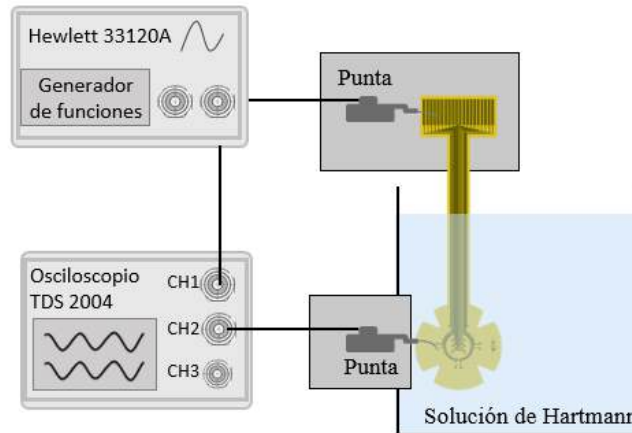 Hewlett 33120A
Generador
de funciones
Punta
Osciloscopio
TDS 2004
CH1
CH2
CH3
Punta
Solución de Hartmann